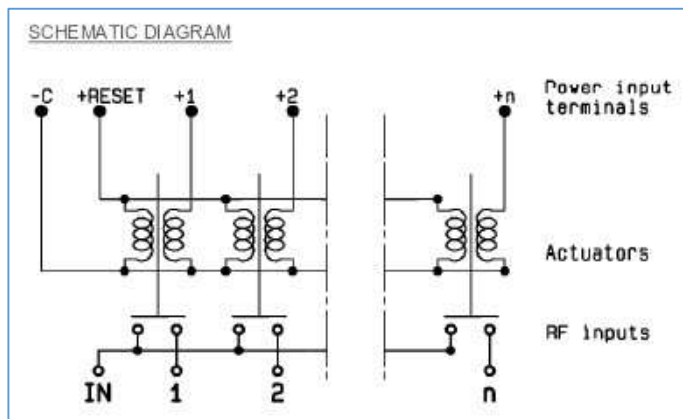 SCHEMATIC DIAGRAM
-C +RESET +1 +2 +n Power input
terminals
Actuators
RF inputs
IN 1 2 n